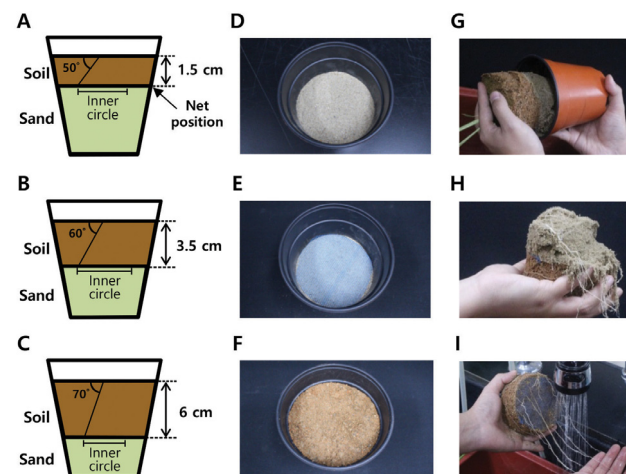 A
D
G
Soil
50°
1.5 cm
Inner
circle
Net
position
Sand
B
E
H
Soil
60°
3.5 cm
Inner
circle
Sand
C
F
I
Soil
70°
6 cm
Inner
circle
Sand